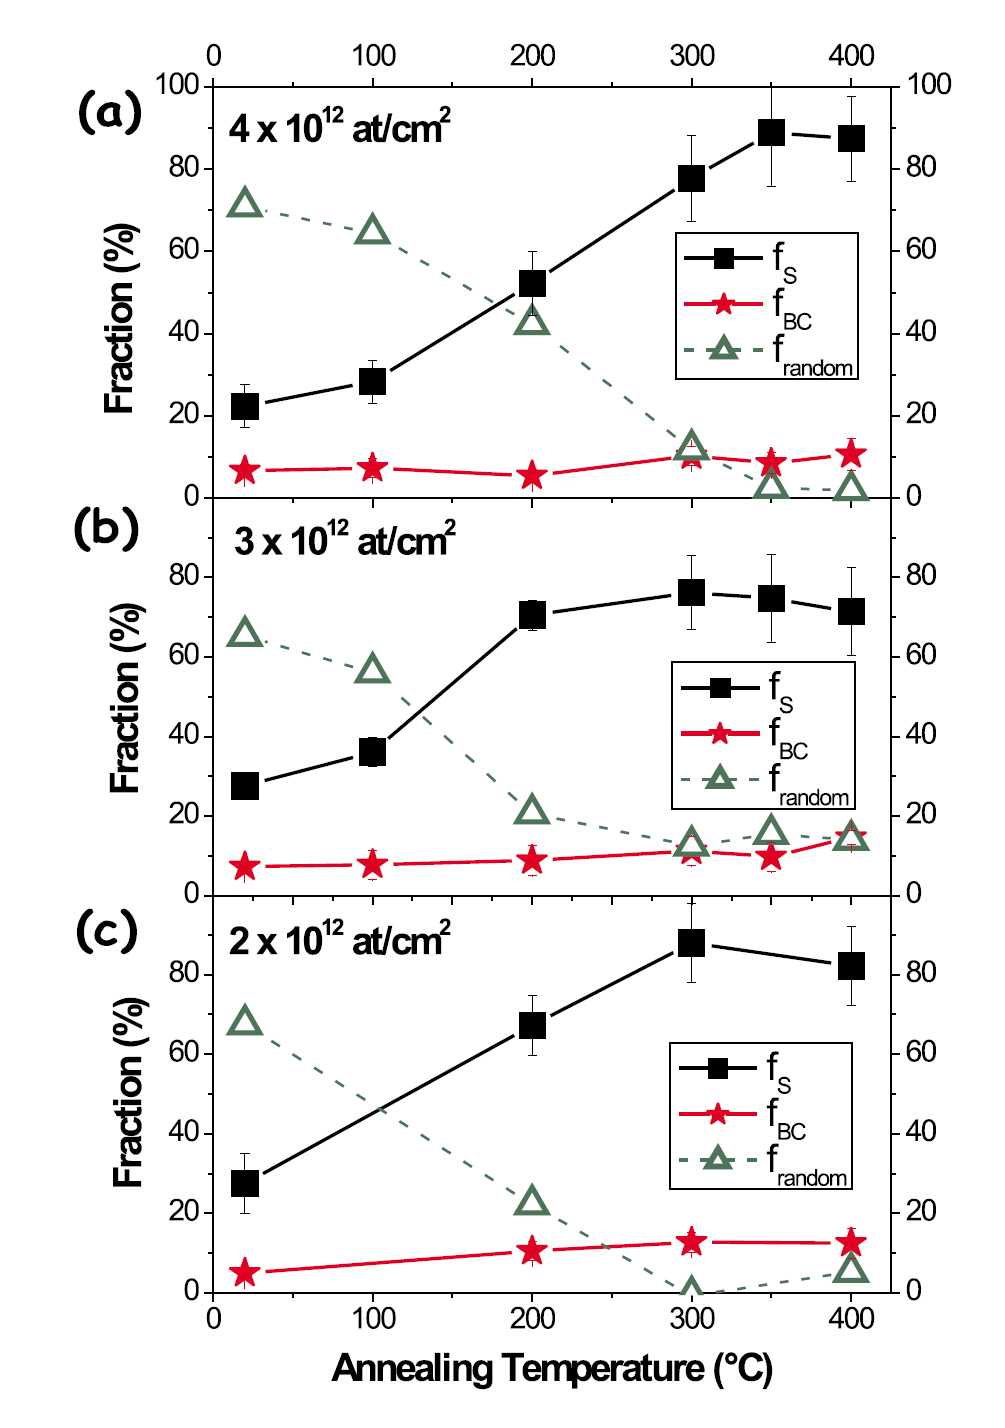 0 100 200 300 400
(a)
100 100
4 x 10¹² at/cm²
80 80
60 60
40 40
20 20
0 0
Fraction (%)
f_S
f_BC
f_random
(b)
3 x 10¹² at/cm²
80 80
60 60
40 40
20 20
0 0
Fraction (%)
f_S
f_BC
f_random
(c)
2 x 10¹² at/cm²
80 80
60 60
40 40
20 20
0 0
Fraction (%)
f_S
f_BC
f_random
0 100 200 300 400
Annealing Temperature (°C)